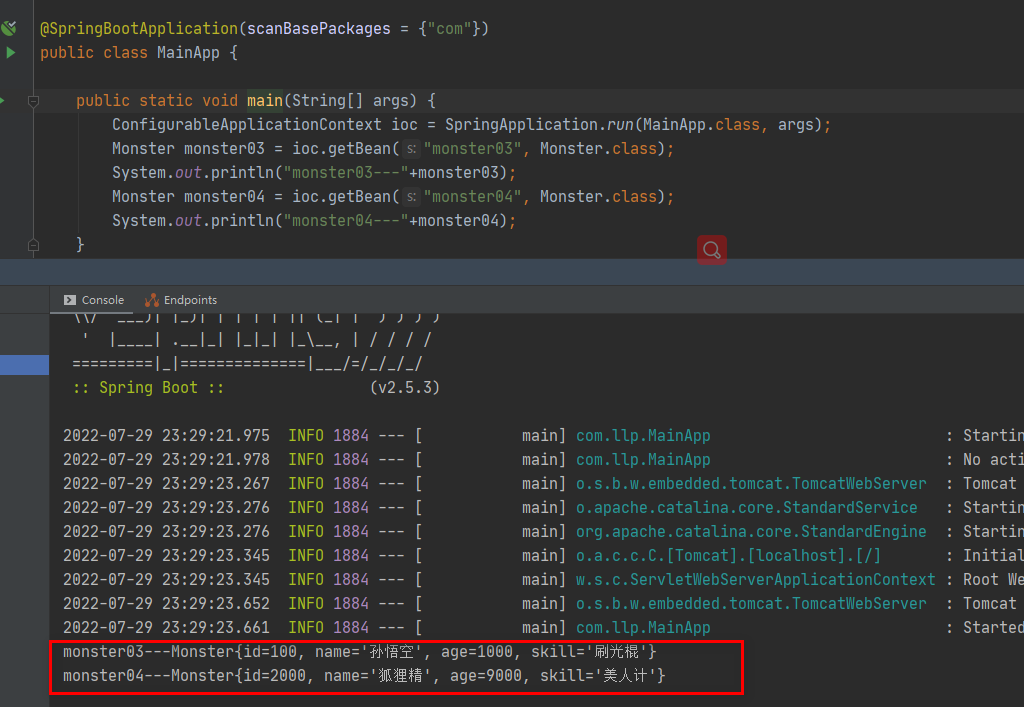 @SpringBootApplication(scanBasePackages = {"com"})
public class MainApp {
public static void main(String[] args) {
ConfigurableApplicationContext ioc = SpringApplication.run(MainApp.class, args);
Monster monster03 = ioc.getBean( s: "monster03", Monster.class);
System.out.println("monster03---"+monster03);
Monster monster04 = ioc.getBean( s: "monster04", Monster.class);
System.out.println("monster04---"+monster04);
}
Console Endpoints
' |____| .__|_| |_|_| |_\__, | / / / /
=========|_|==============|___/=/_/_/_/
:: Spring Boot :: (v2.5.3)
2022-07-29 23:29:21.975 INFO 1884 --- [ main] com.llp.MainApp : Startin
2022-07-29 23:29:21.978 INFO 1884 --- [ main] com.llp.MainApp : No acti
2022-07-29 23:29:23.267 INFO 1884 --- [ main] o.s.b.w.embedded.tomcat.TomcatWebServer : Tomcat
2022-07-29 23:29:23.276 INFO 1884 --- [ main] o.apache.catalina.core.StandardService : Startin
2022-07-29 23:29:23.276 INFO 1884 --- [ main] org.apache.catalina.core.StandardEngine : Startin
2022-07-29 23:29:23.345 INFO 1884 --- [ main] o.a.c.c.C.[Tomcat].[localhost].[/] : Initial
2022-07-29 23:29:23.345 INFO 1884 --- [ main] w.s.c.ServletWebServerApplicationContext : Root We
2022-07-29 23:29:23.652 INFO 1884 --- [ main] o.s.b.w.embedded.tomcat.TomcatWebServer : Tomcat
2022-07-29 23:29:23.661 INFO 1884 --- [ main] com.llp.MainApp : Started
monster03---Monster{id=100, name='孙悟空', age=1000, skill='刷光棍'}
monster04---Monster{id=2000, name='狐狸精', age=9000, skill='美人计'}